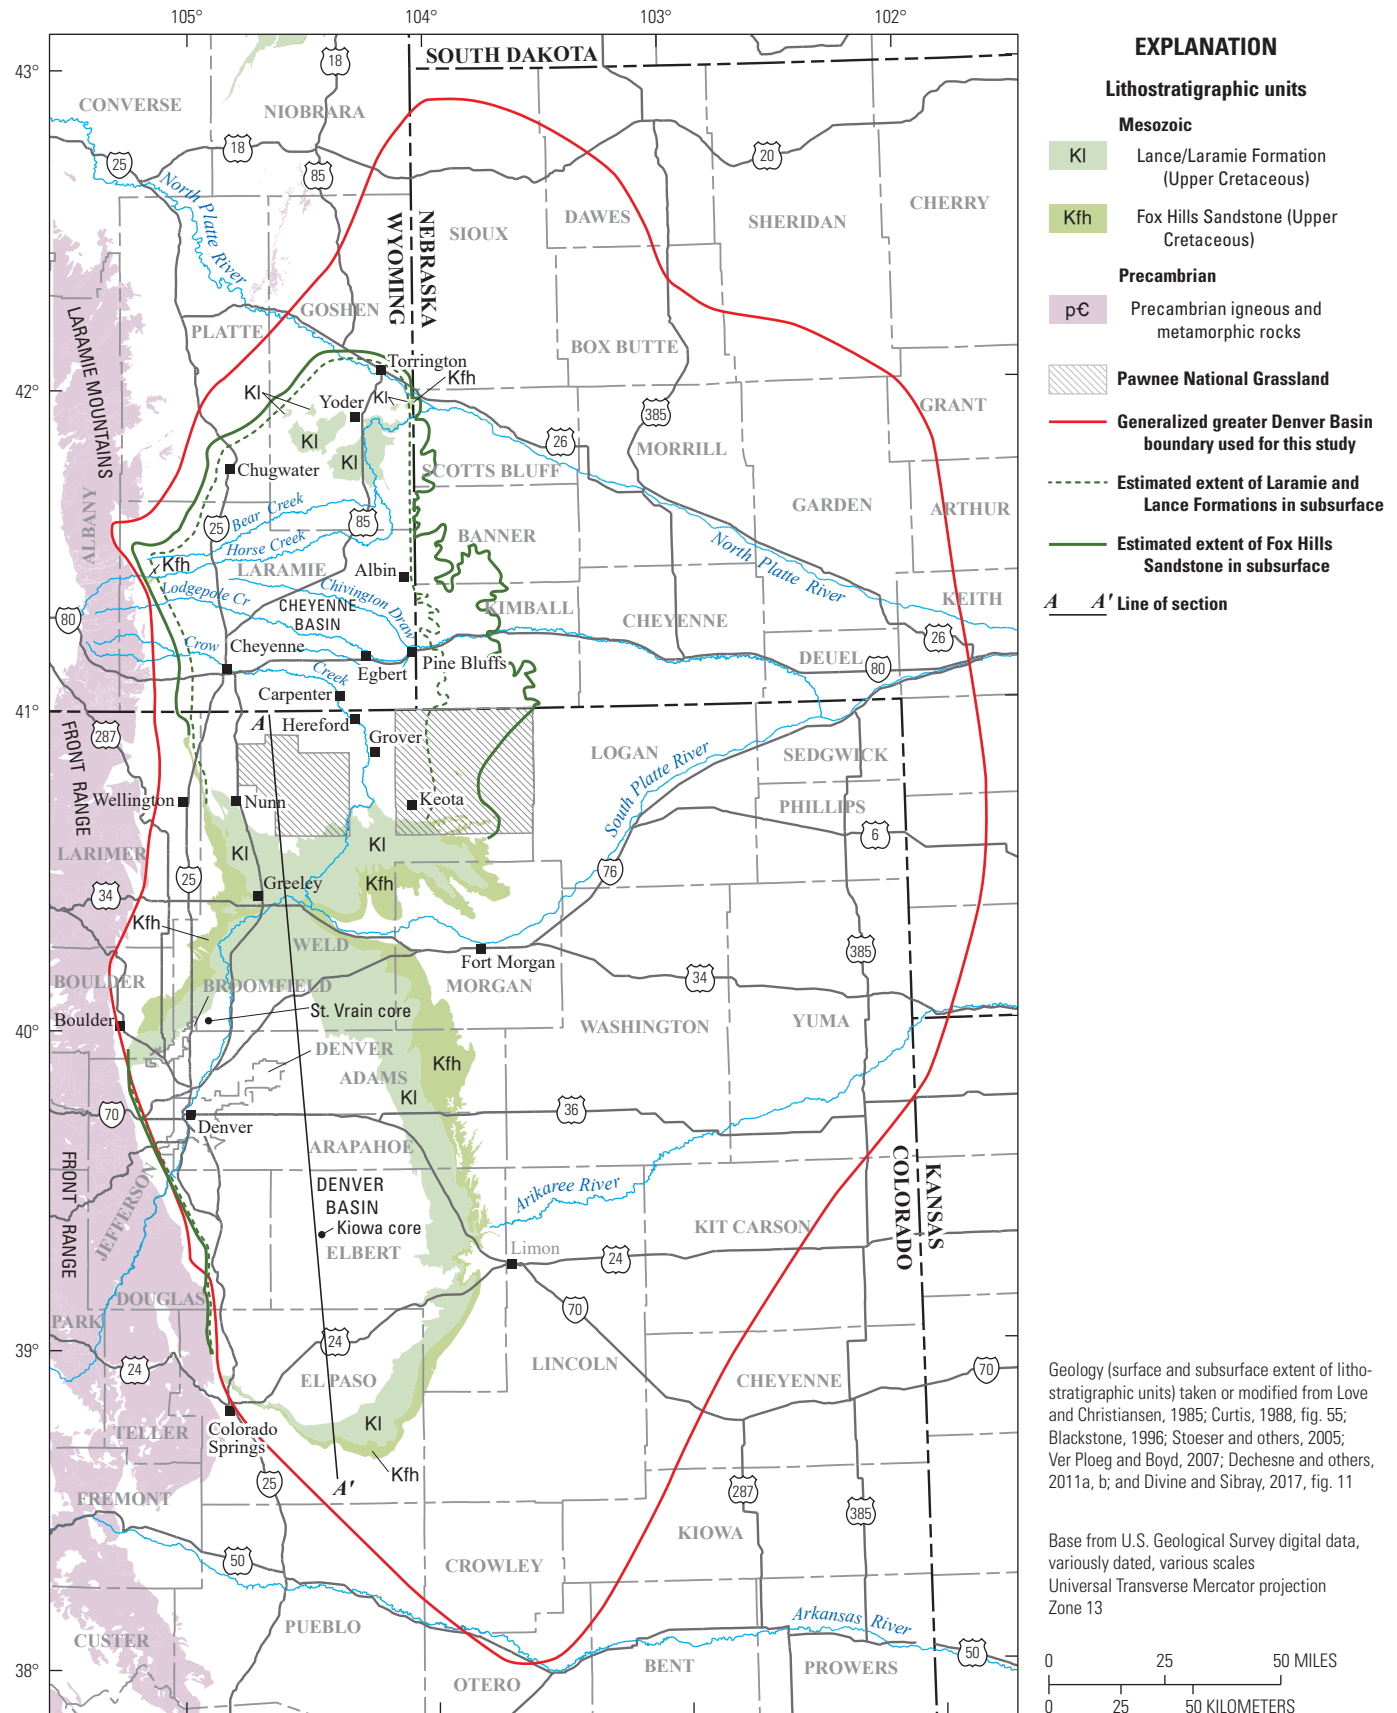 105°
104°
103°
102°
43°
42°
41°
40°
39°
38°
SOUTH DAKOTA
18
CONVERSE
NIOBRARA
18
25
85
20
North Platte River
NEBRASKA
WYOMING
SIOUX
DAWES
SHERIDAN
CHERRY
LARAMIE MOUNTAINS
GOSHEN
PLATTE
BOX BUTTE
Torrington
Kfh
Kl
Kl
Yoder
385
GRANT
Kl
Kl
26
MORRILL
Chugwater
SCOTTS BLUFF
ALBANY
Bear Creek
25
85
GARDEN
ARTHUR
Horse Creek
BANNER
North Platte River
Kfh
LARAMIE
Albin
Lodgepole Cr
Chivington Draw
CHEYENNE
BASIN
KIMBALL
KEITH
80
CHEYENNE
26
Crow
Cheyenne
DEUEL
80
Creek
Egbert
Pine Bluffs
Carpenter
A
Hereford
287
FRONT RANGE
Grover
LOGAN
SEDGWICK
South Platte River
Wellington
Nunn
Keota
PHILLIPS
6
LARIMER
Kl
Kl
76
25
Greeley
Kfh
34
Kfh
WELD
385
Fort Morgan
BOULDER
BROOMFIELD
MORGAN
34
St. Vrain core
Boulder
WASHINGTON
YUMA
DENVER
Kfh
ADAMS
Kl
70
36
Denver
ARAPAHOE
FRONT RANGE
JEFFERSON
DENVER
BASIN
Arikaree River
KANSAS
COLORADO
Kiowa core
KIT CARSON
ELBERT
Limon
24
DOUGLAS
70
PARK
24
24
LINCOLN
70
EL PASO
CHEYENNE
Kl
Colorado
Springs
TELLER
Kfh
25
A′
287
385
FREMONT
KIOWA
50
CROWLEY
Arkansas River
PUEBLO
CUSTER
50
BENT
PROWERS
OTERO
EXPLANATION
Lithostratigraphic units
Mesozoic
Kl Lance/Laramie Formation
(Upper Cretaceous)
Kfh Fox Hills Sandstone (Upper
Cretaceous)
Precambrian
p€ Precambrian igneous and
metamorphic rocks
Pawnee National Grassland
Generalized greater Denver Basin
boundary used for this study
Estimated extent of Laramie and
Lance Formations in subsurface
Estimated extent of Fox Hills
Sandstone in subsurface
A A′ Line of section
Geology (surface and subsurface extent of litho-
stratigraphic units) taken or modified from Love
and Christiansen, 1985; Curtis, 1988, fig. 55;
Blackstone, 1996; Stoeser and others, 2005;
Ver Ploeg and Boyd, 2007; Dechesne and others,
2011a, b; and Divine and Sibray, 2017, fig. 11
Base from U.S. Geological Survey digital data,
variously dated, various scales
Universal Transverse Mercator projection
Zone 13
0 25 50 MILES
0 25 50 KILOMETERS